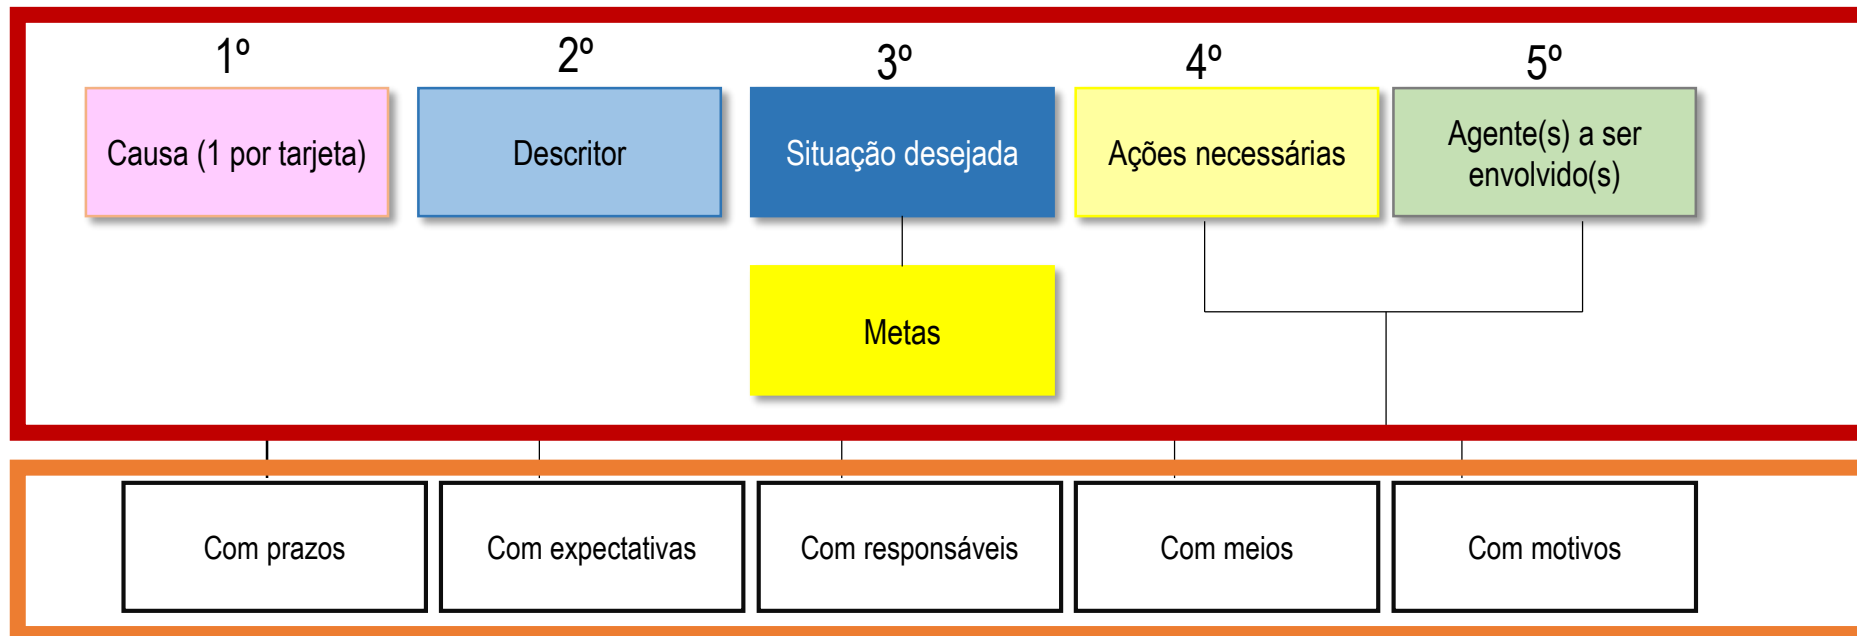 1º
2º
3º
4º
5º
Causa (1 por tarjeta)
Descritor
Situação desejada
Ações necessárias
Agente(s) a ser
envolvido(s)
Metas
Com prazos
Com expectativas
Com responsáveis
Com meios
Com motivos